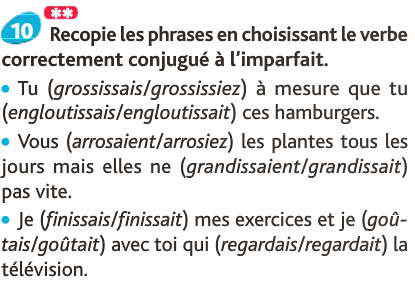 10 ** Recopie les phrases en choisissant le verbe
correctement conjugué à l'imparfait.
• Tu (grossissais/grossissiez) à mesure que tu
(engloutissais/engloutissait) ces hamburgers.
• Vous (arrosaient/arrosiez) les plantes tous les
jours mais elles ne (grandissaient/grandissait)
pas vite.
• Je (finissais/finissait) mes exercices et je (goû-
tais/goûtait) avec toi qui (regardais/regardait) la
télévision.